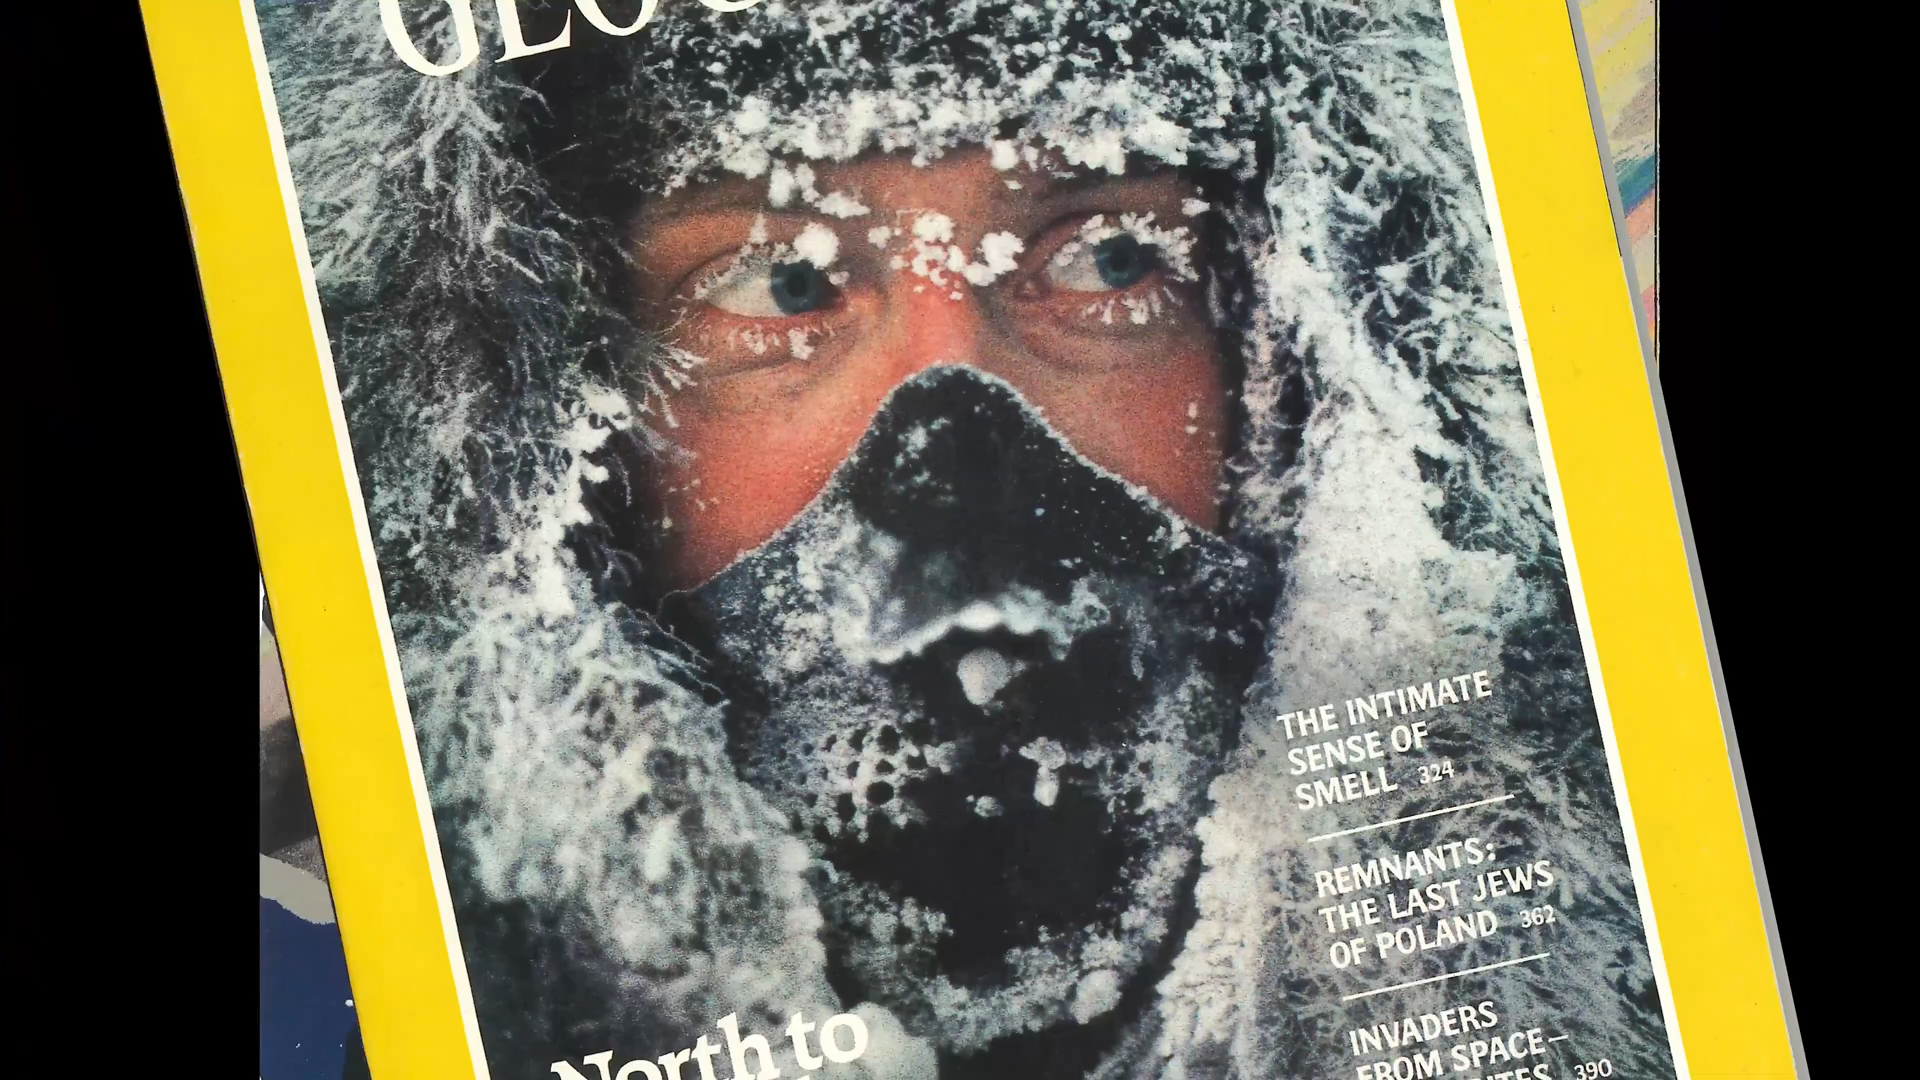 North to
THE INTIMATE
SENSE OF
SMELL 324
REMNANTS:
THE LAST JEWS
OF POLAND 362
INVADERS
FROM SPACE—
390